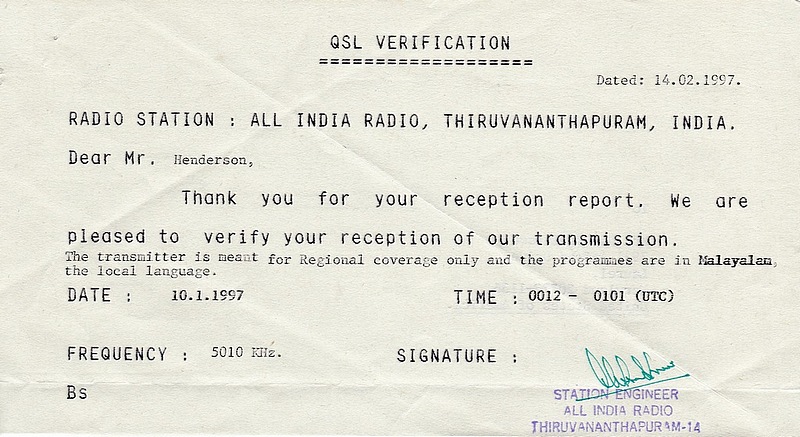 QSL VERIFICATION
==================
Dated: 14.02.1997.
RADIO STATION : ALL INDIA RADIO, THIRUVANANTHAPURAM, INDIA.
Dear Mr. Henderson,
Thank you for your reception report. We are
pleased to verify your reception of our transmission.
The transmitter is meant for Regional coverage only and the programmes are in Malayalam,
the local language.
DATE : 10.1.1997 TIME : 0012 - 0101 (UTC)
FREQUENCY : 5010 KHz. SIGNATURE :
Bs
STATION ENGINEER
ALL INDIA RADIO
THIRUVANANTHAPURAM-14